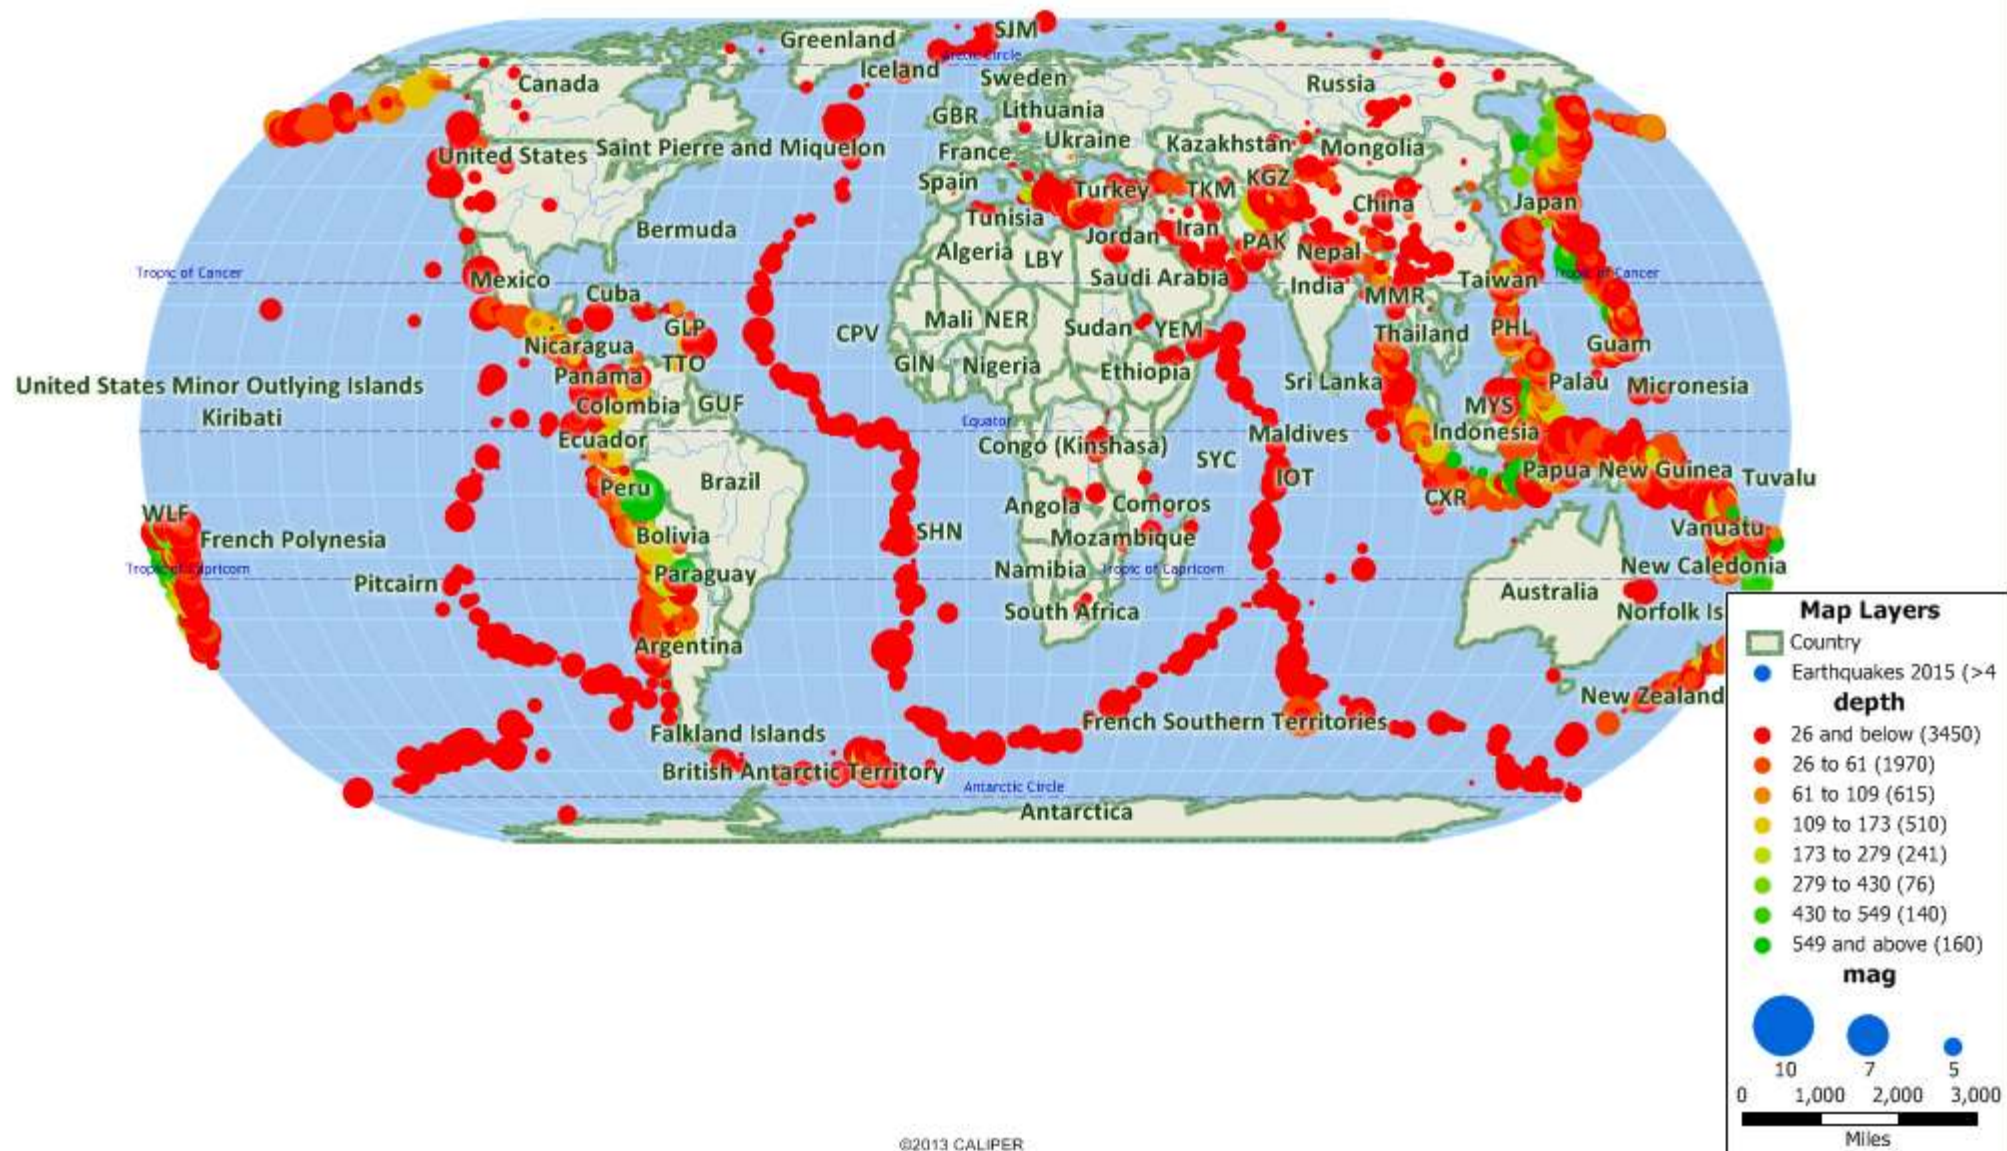 SJM
Greenland
Arctic Circle
Iceland
Sweden
Canada
Russia
Lithuania
GBR
Ukraine
Kazakhstan
Mongolia
United States
Saint Pierre and Miquelon
France
Spain
Turkey
TKM
KGZ
China
Japan
Tunisia
Bermuda
Jordan
Iran
PAK
Nepal
Algeria
LBY
Tropic of Cancer
Tropic of Cancer
Mexico
Saudi Arabia
India
MMR
Taiwan
Cuba
GLP
CPV
Mali
NER
Sudan
YEM
Thailand
PHL
Guam
Nicaragua
TTO
GIN
Nigeria
Ethiopia
Sri Lanka
Palau
Micronesia
United States Minor Outlying Islands
Panama
Colombia
GUF
MYS
Kiribati
Equator
Ecuador
Congo (Kinshasa)
Maldives
Indonesia
SYC
IOT
Papua New Guinea
Tuvalu
Peru
Brazil
CXR
WLF
Angola
Comoros
French Polynesia
Bolivia
SHN
Mozambique
Vanuatu
Tropic of Capricorn
Pitcairn
Paraguay
Namibia
Tropic of Capricorn
New Caledonia
Australia
South Africa
Norfolk Is
Argentina
New Zealand
Falkland Islands
French Southern Territories
British Antarctic Territory
Antarctic Circle
Antarctica
Map Layers
Country
Earthquakes 2015 (>4
depth
26 and below (3450)
26 to 61 (1970)
61 to 109 (615)
109 to 173 (510)
173 to 279 (241)
279 to 430 (76)
430 to 549 (140)
549 and above (160)
mag
10 7 5
0 1,000 2,000 3,000
Miles
©2013 CALIPER